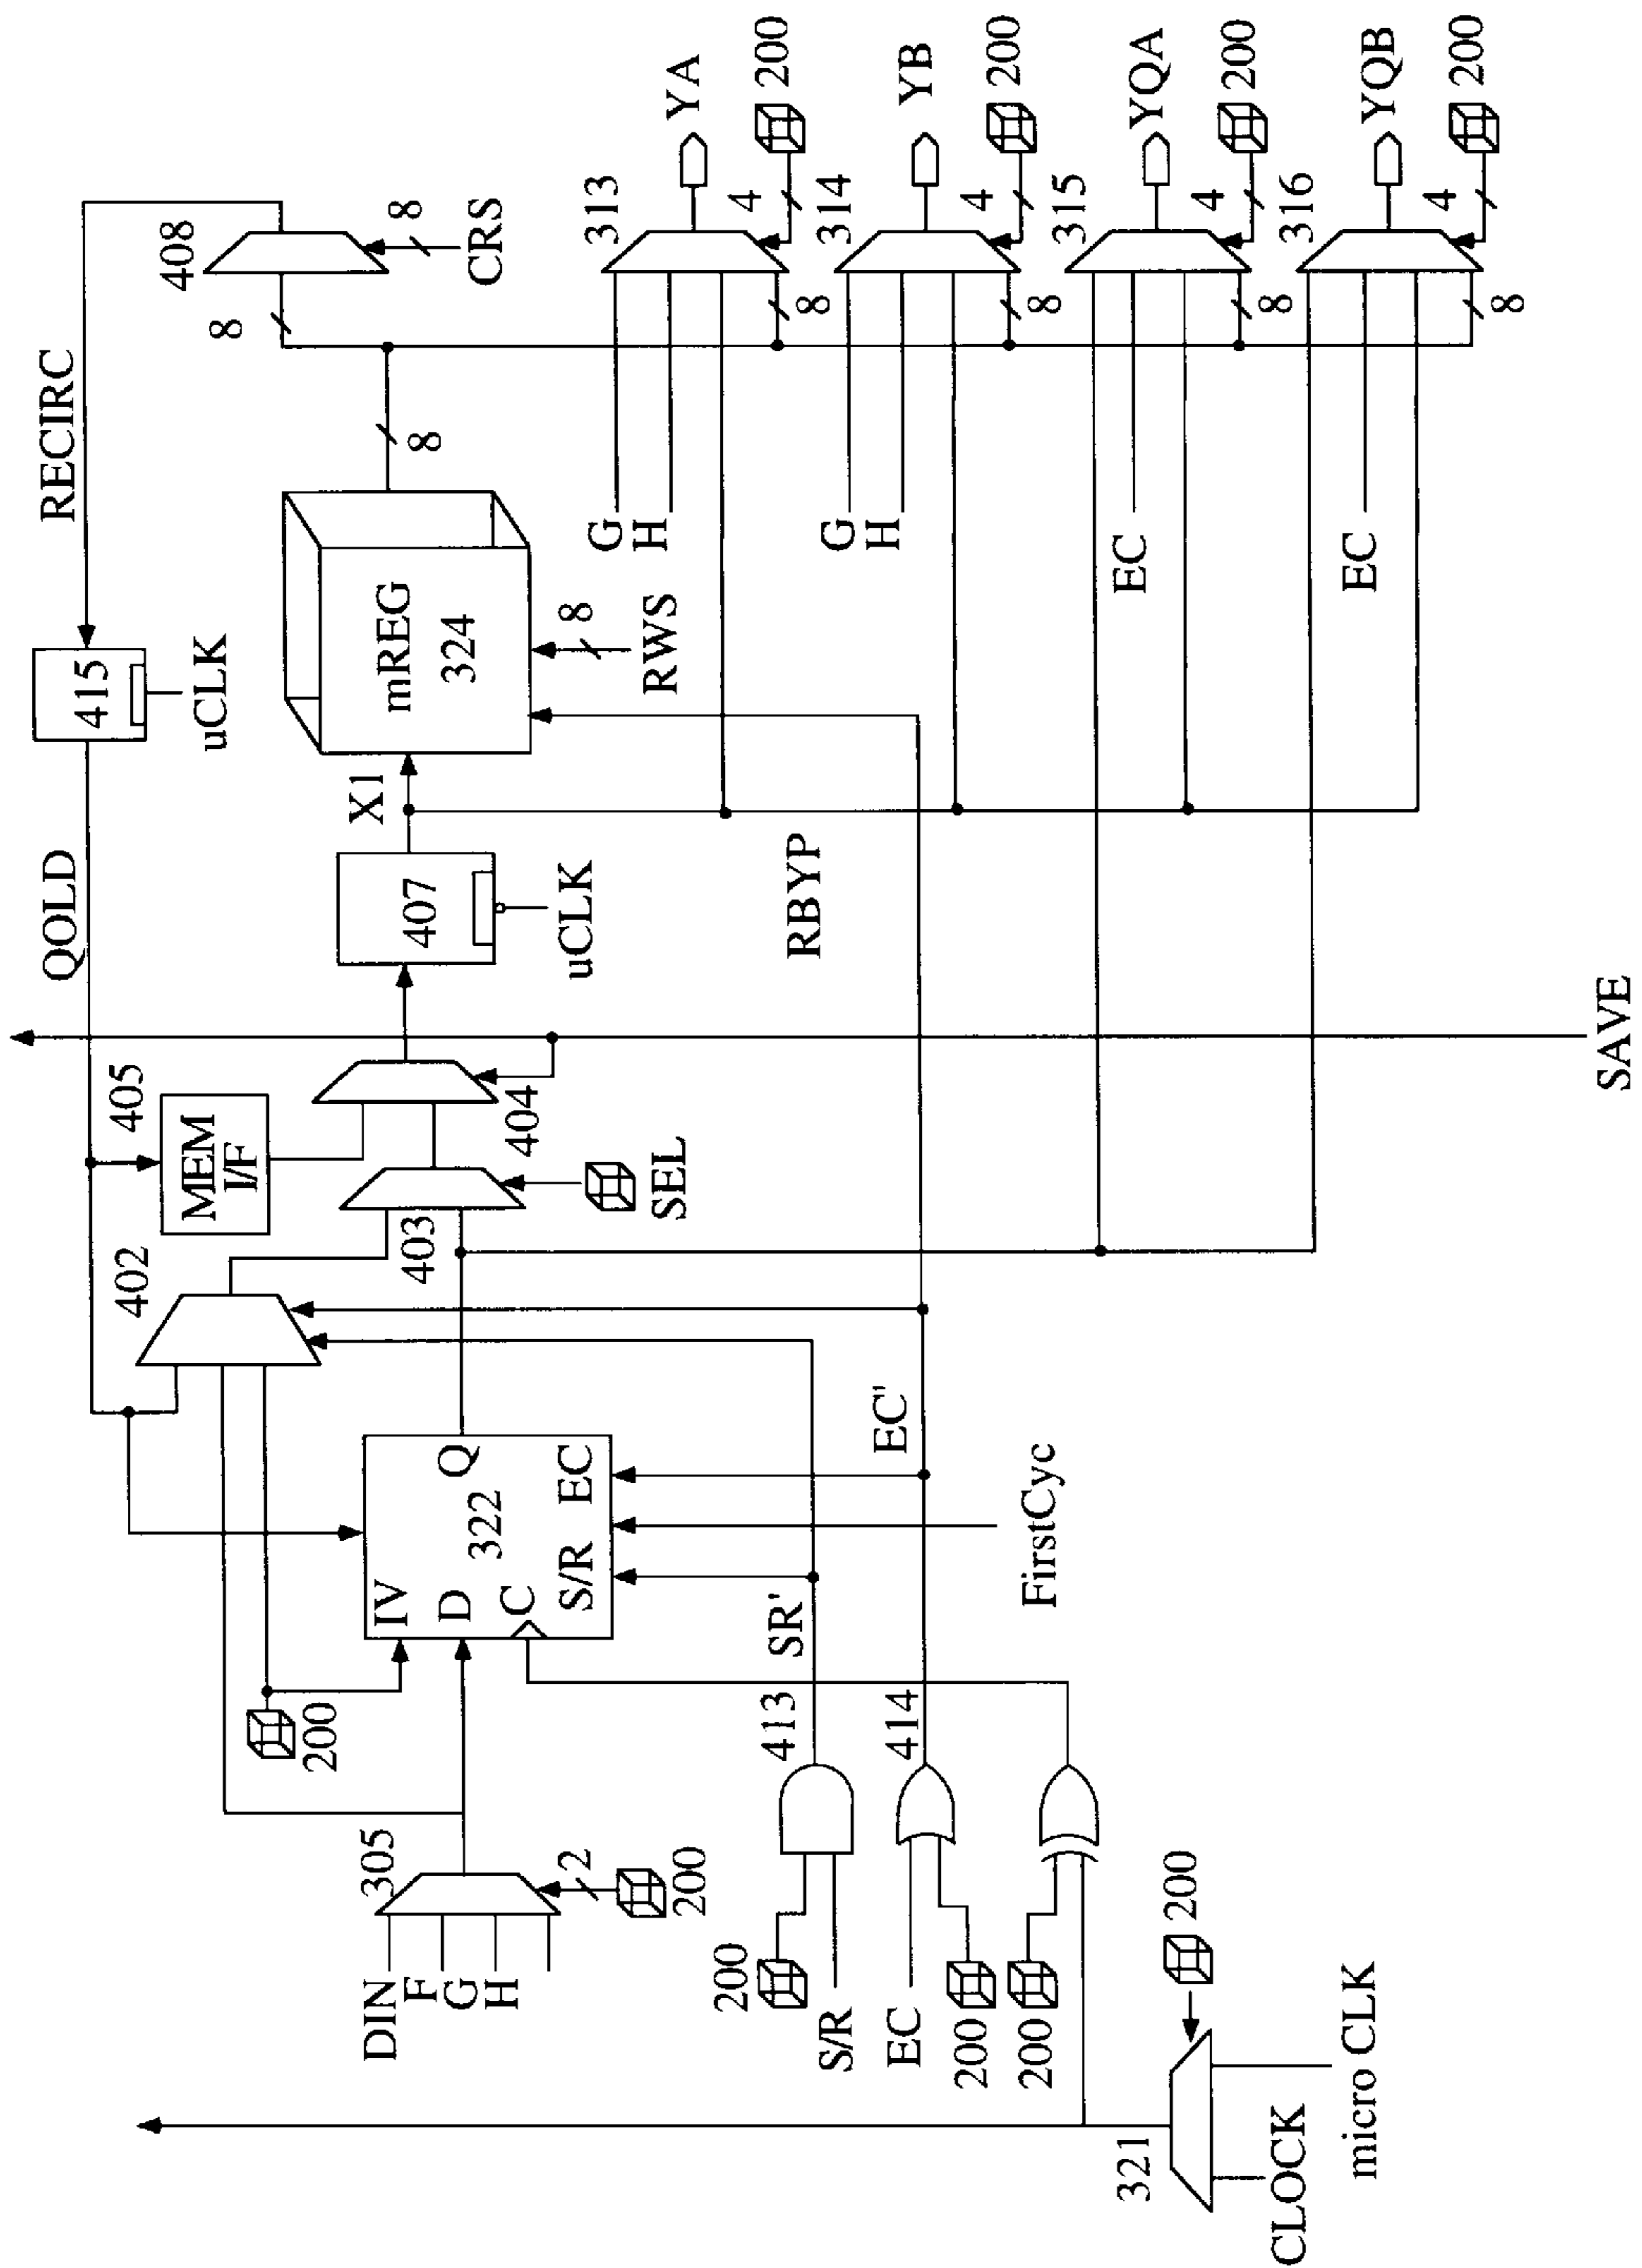 RECIRC
408
8
8
CRS
415
uCLK
QOLD
8
mREG
324
8
RWS
X1
407
uCLK
RBYP
405
MEM
I/F
404
SEL
403
402
SAVE
G
H
313
YA
4
200
8
G
H
314
YB
4
200
8
EC
315
YQA
4
200
8
EC
316
YQB
4
200
8
IV
Q
D
322
C
S/R
EC
200
SR'
EC'
FirstCyc
305
DIN
F
G
H
2
200
413
200
S/R
414
EC
200
200
321
200
CLOCK
micro CLK